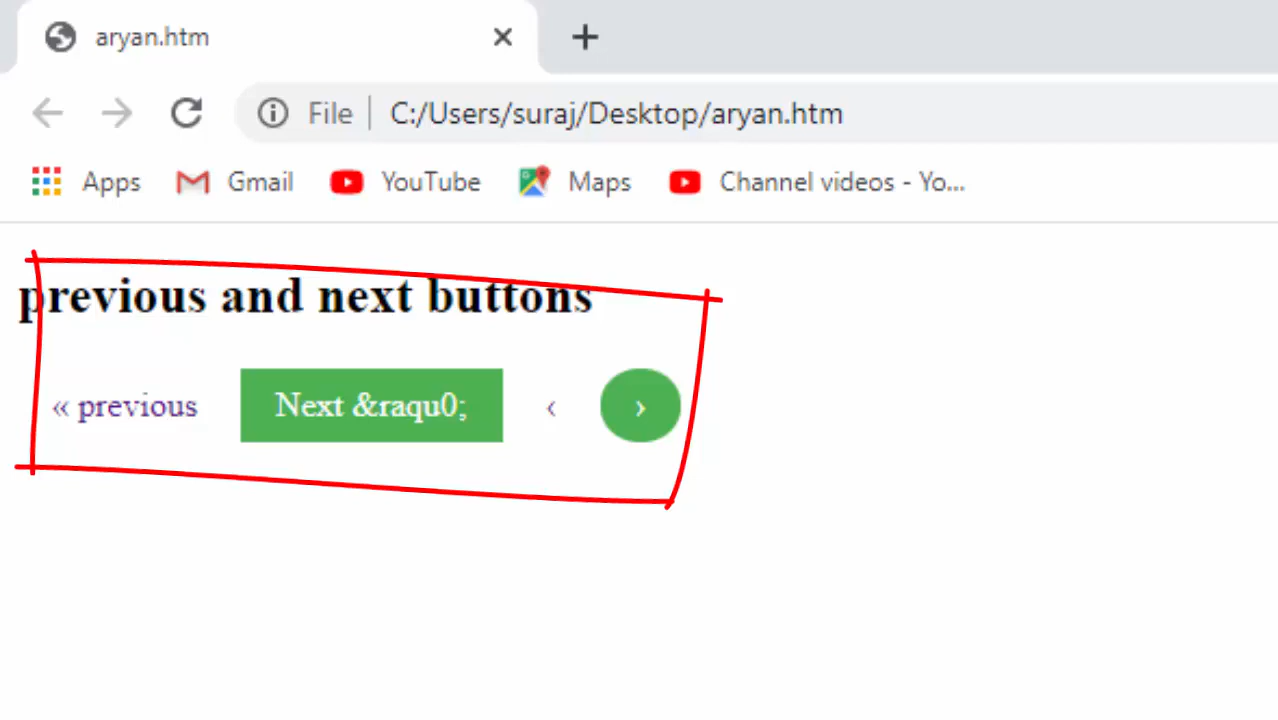 aryan.htm
File C:/Users/suraj/Desktop/aryan.htm
Apps Gmail YouTube Maps Channel videos - Yo...
previous and next buttons
« previous Next &raqu0; ‹ ›